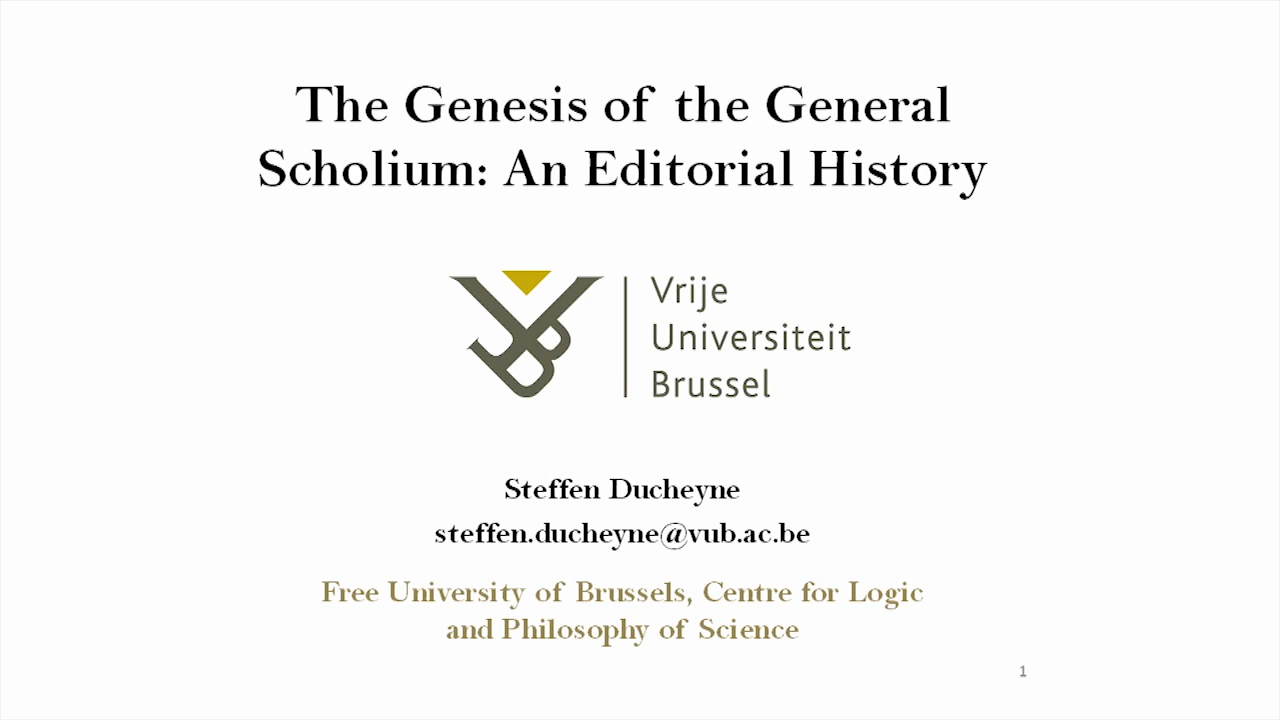 The Genesis of the General
Scholium: An Editorial History
VUB
Vrije
Universiteit
Brussel
Steffen Ducheyne
steffen.ducheyne@vub.ac.be
Free University of Brussels, Centre for Logic
and Philosophy of Science
1